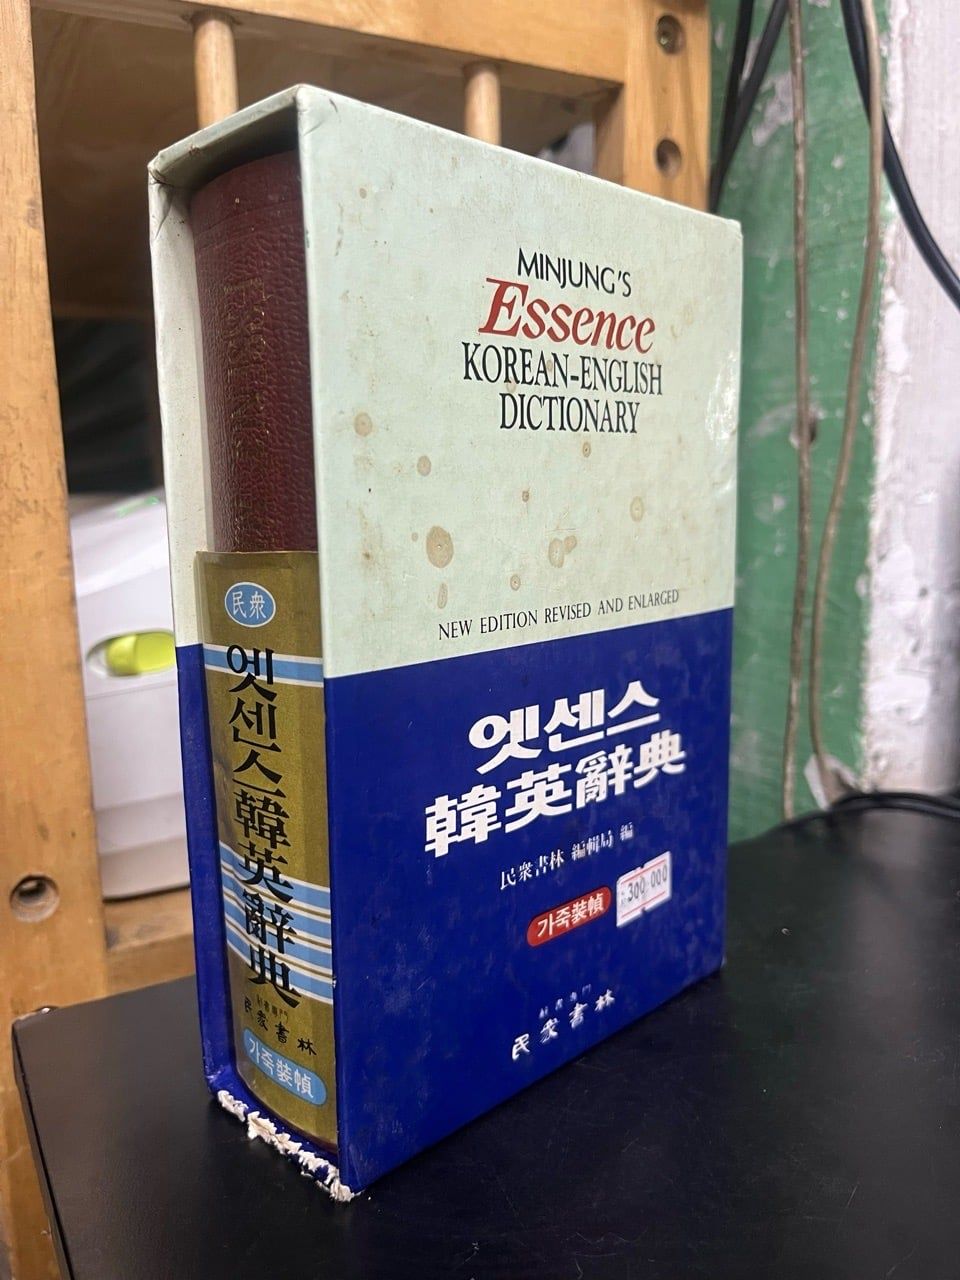 MINJUNG'S
Essence
KOREAN-ENGLISH
DICTIONARY
NEW EDITION REVISED AND ENLARGED
엣센스
韓英辭典
民衆書林 編輯局 編
가죽裝幀
300.000
民衆書林
民衆
엣센스 韓英辭典
民衆書林
가죽裝幀